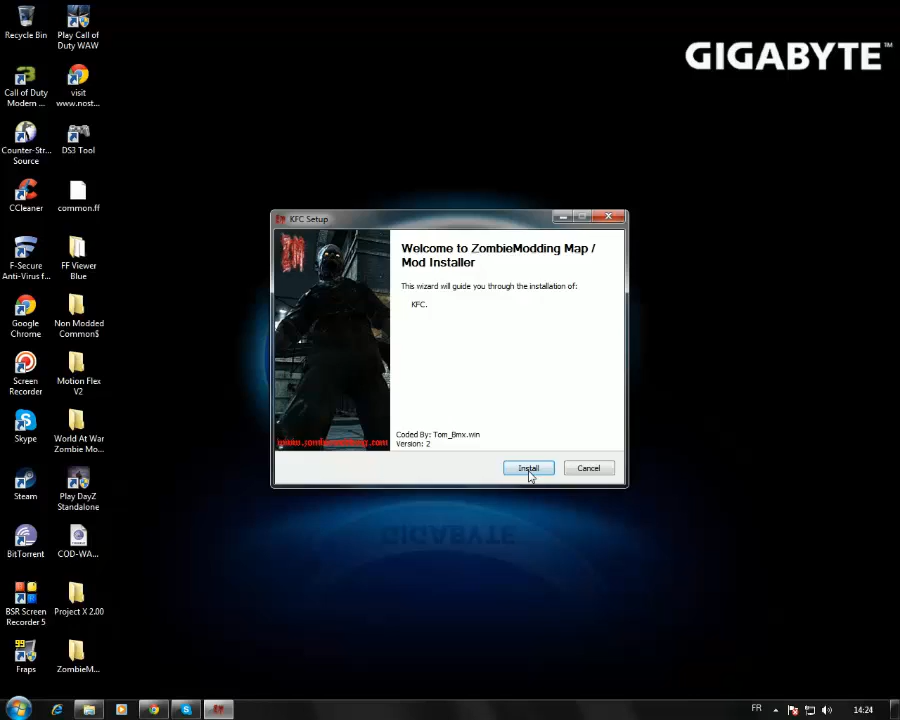 Recycle Bin
Play Call of
Duty WAW
GIGABYTE™
Call of Duty
Modern ...
visit
www.nost...
Counter-Str...
Source
DS3 Tool
CCleaner
common.ff
F-Secure
Anti-Virus f...
FF Viewer
Blue
Google
Chrome
Non Modded
Common$
Screen
Recorder
Motion Flex
V2
Skype
World At War
Zombie Mo...
Steam
Play DayZ
Standalone
BitTorrent
COD-WA...
BSR Screen
Recorder 5
Project X 2.00
99
Fraps
ZombieM...
KFC Setup
Welcome to ZombieModding Map /
Mod Installer
This wizard will guide you through the installation of:
KFC.
Coded By: Tom_Bmx.win
Version: 2
Install
Cancel
GIGABYTE
FR
14:24